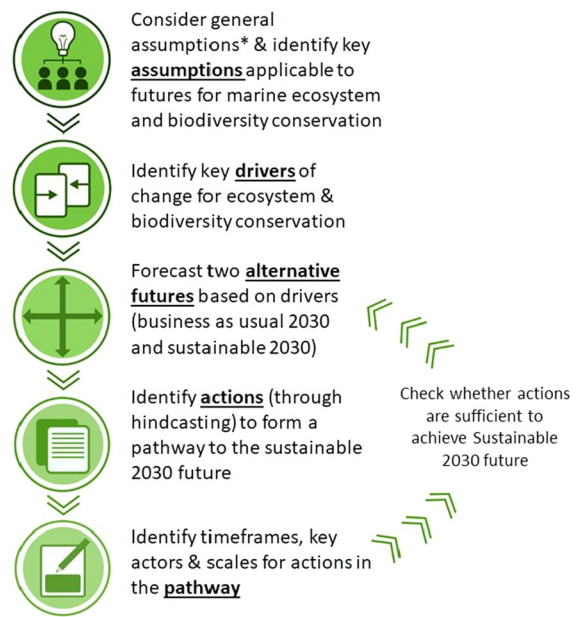 Consider general
assumptions* & identify key
assumptions applicable to
futures for marine ecosystem
and biodiversity conservation
Identify key drivers of
change for ecosystem &
biodiversity conservation
Forecast two alternative
futures based on drivers
(business as usual 2030
and sustainable 2030)
Identify actions (through
hindcasting) to form a
pathway to the sustainable
2030 future
Check whether actions
are sufficient to
achieve Sustainable
2030 future
Identify timeframes, key
actors & scales for actions in
the pathway